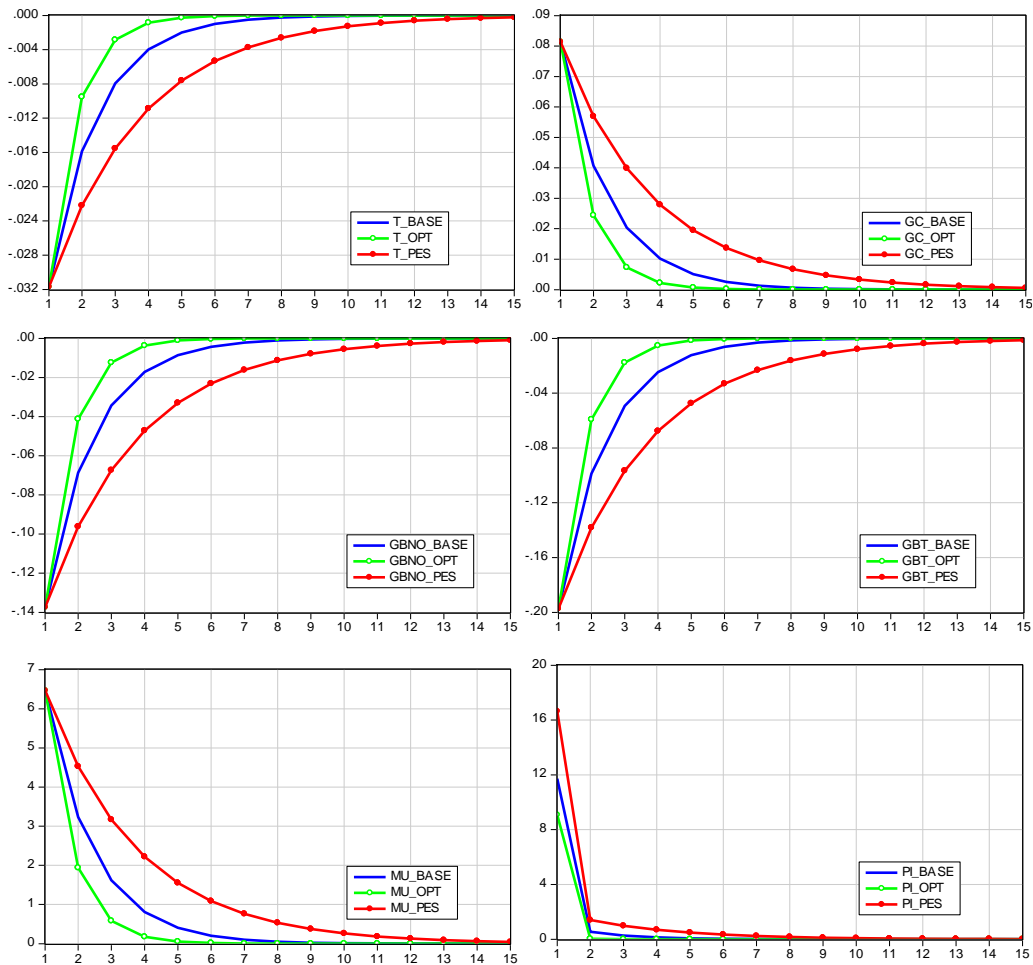 .000
-.004
-.008
-.012
-.016
-.020
-.024
-.028
-.032
T_BASE
T_OPT
T_PES
1 2 3 4 5 6 7 8 9 10 11 12 13 14 15
.09
.08
.07
.06
.05
.04
.03
.02
.01
.00
GC_BASE
GC_OPT
GC_PES
1 2 3 4 5 6 7 8 9 10 11 12 13 14 15
.00
-.02
-.04
-.06
-.08
-.10
-.12
-.14
GBNO_BASE
GBNO_OPT
GBNO_PES
1 2 3 4 5 6 7 8 9 10 11 12 13 14 15
.00
-.04
-.08
-.12
-.16
-.20
GBT_BASE
GBT_OPT
GBT_PES
1 2 3 4 5 6 7 8 9 10 11 12 13 14 15
7
6
5
4
3
2
1
0
MU_BASE
MU_OPT
MU_PES
1 2 3 4 5 6 7 8 9 10 11 12 13 14 15
20
16
12
8
4
0
PI_BASE
PI_OPT
PI_PES
1 2 3 4 5 6 7 8 9 10 11 12 13 14 15